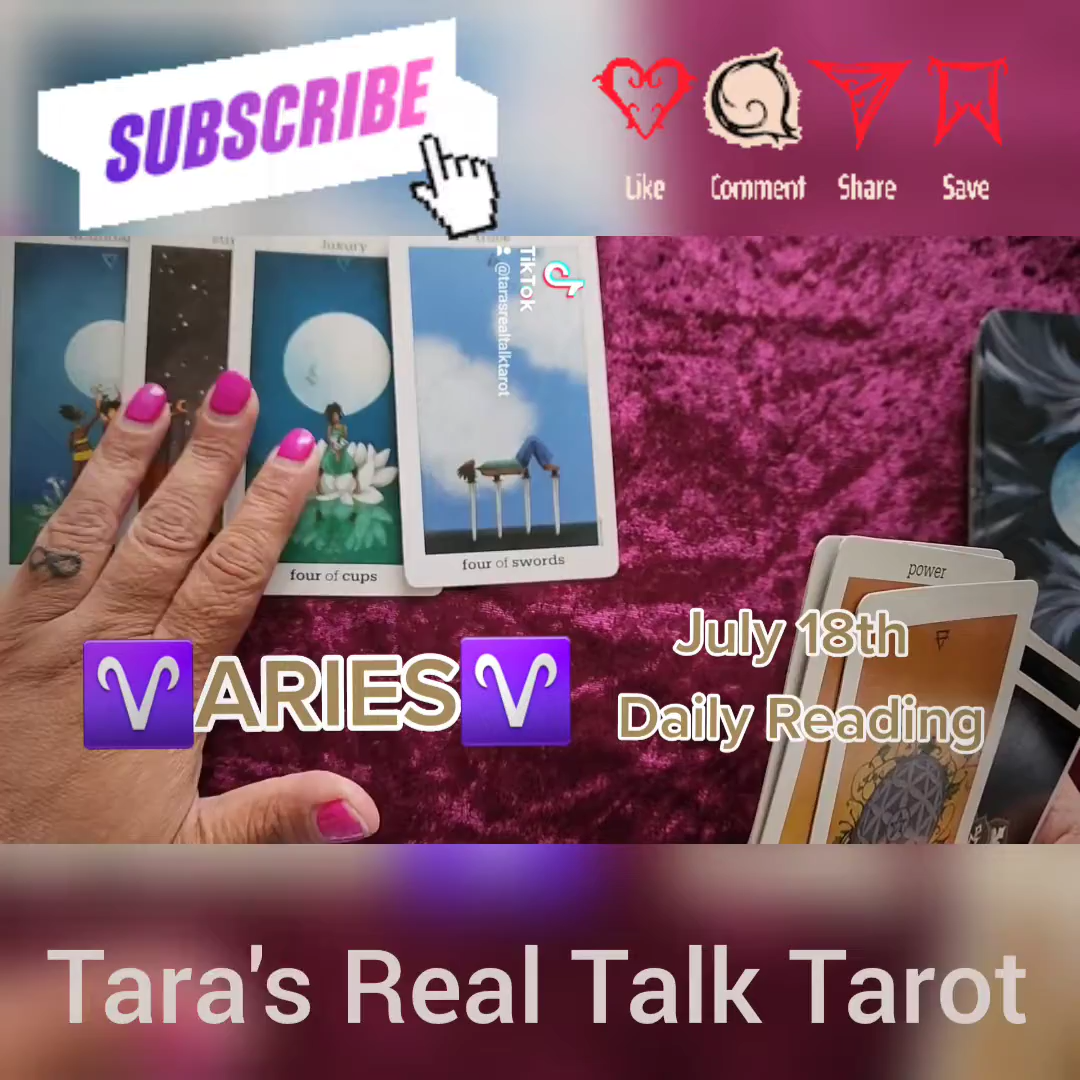 SUBSCRIBE
Like
Comment
Share
Save
luxury
TikTok
@tarasrealtalktarot
four of cups
four of swords
power
♈ARIES♈
July 18th
Daily Reading
Tara's Real Talk Tarot